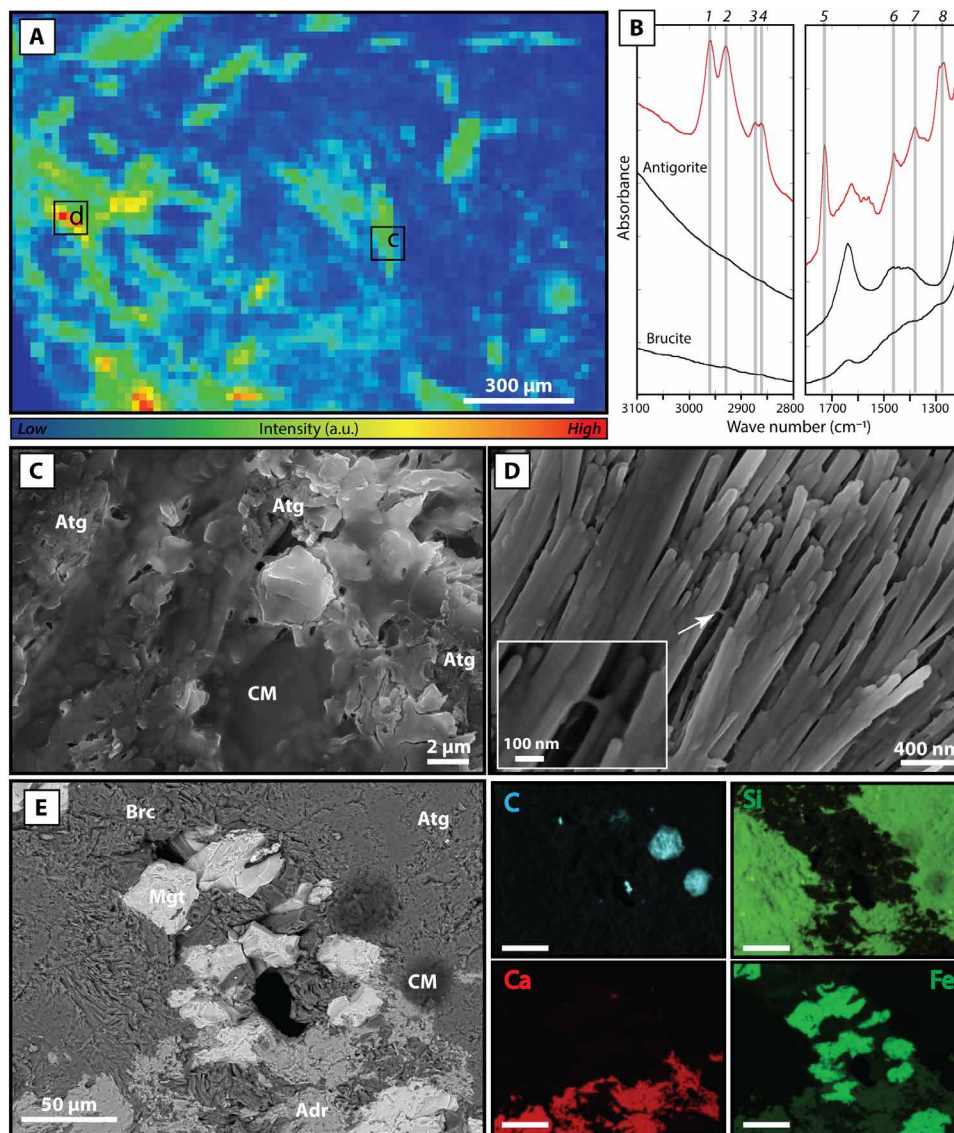 A
d
c
300 µm
Low Intensity (a.u.) High
B
1 2 3 4 5 6 7 8
Absorbance
Antigorite
Brucite
3100 3000 2900 2800 1700 1500 1300
Wave number (cm⁻¹)
C
Atg
Atg
Atg
CM
2 µm
D
100 nm
400 nm
E
Brc
Atg
Mgt
CM
Adr
50 µm
C
Si
Ca
Fe